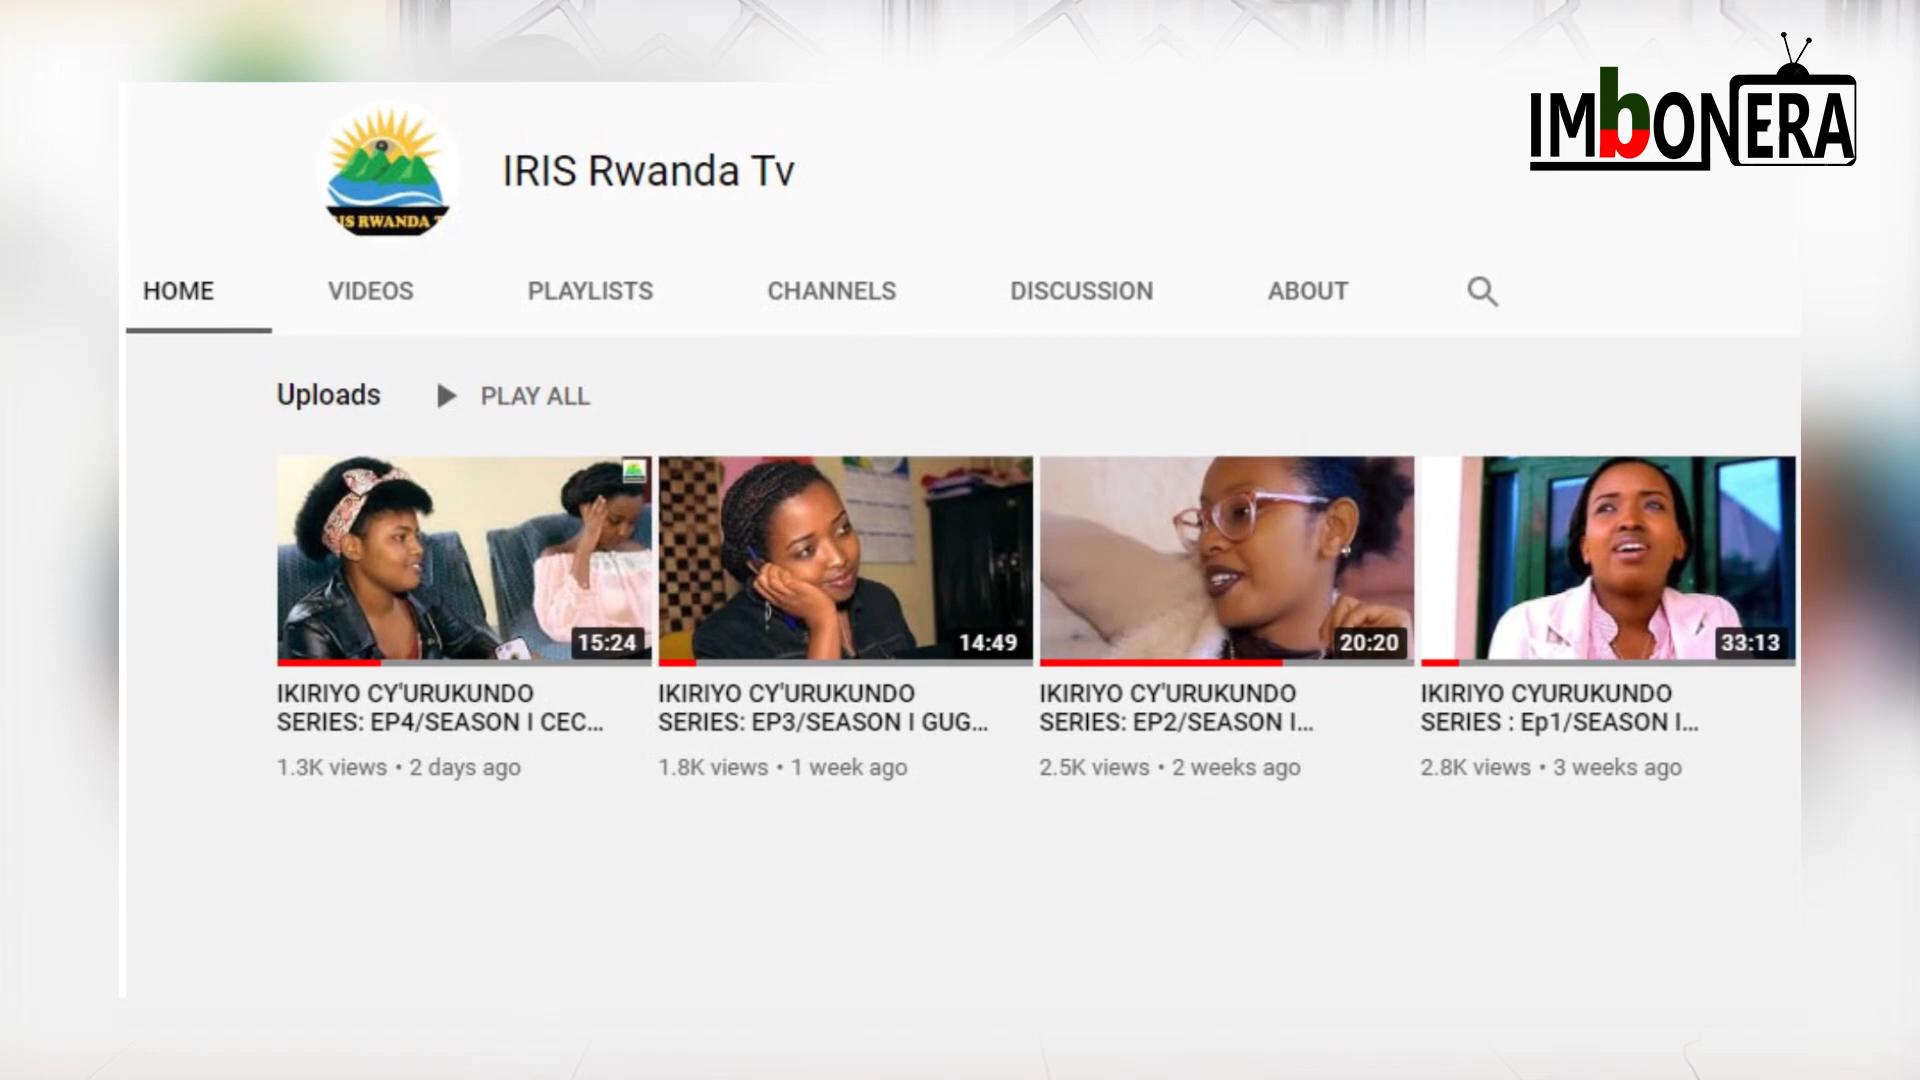 IMbONERA
IRIS Rwanda Tv
IS RWANDA T
HOME VIDEOS PLAYLISTS CHANNELS DISCUSSION ABOUT
Uploads PLAY ALL
15:24 14:49 20:20 33:13
IKIRIYO CY'URUKUNDO
SERIES: EP4/SEASON I CEC...
1.3K views • 2 days ago
IKIRIYO CY'URUKUNDO
SERIES: EP3/SEASON I GUG...
1.8K views • 1 week ago
IKIRIYO CY'URUKUNDO
SERIES: EP2/SEASON I...
2.5K views • 2 weeks ago
IKIRIYO CYURUKUNDO
SERIES : Ep1/SEASON I...
2.8K views • 3 weeks ago